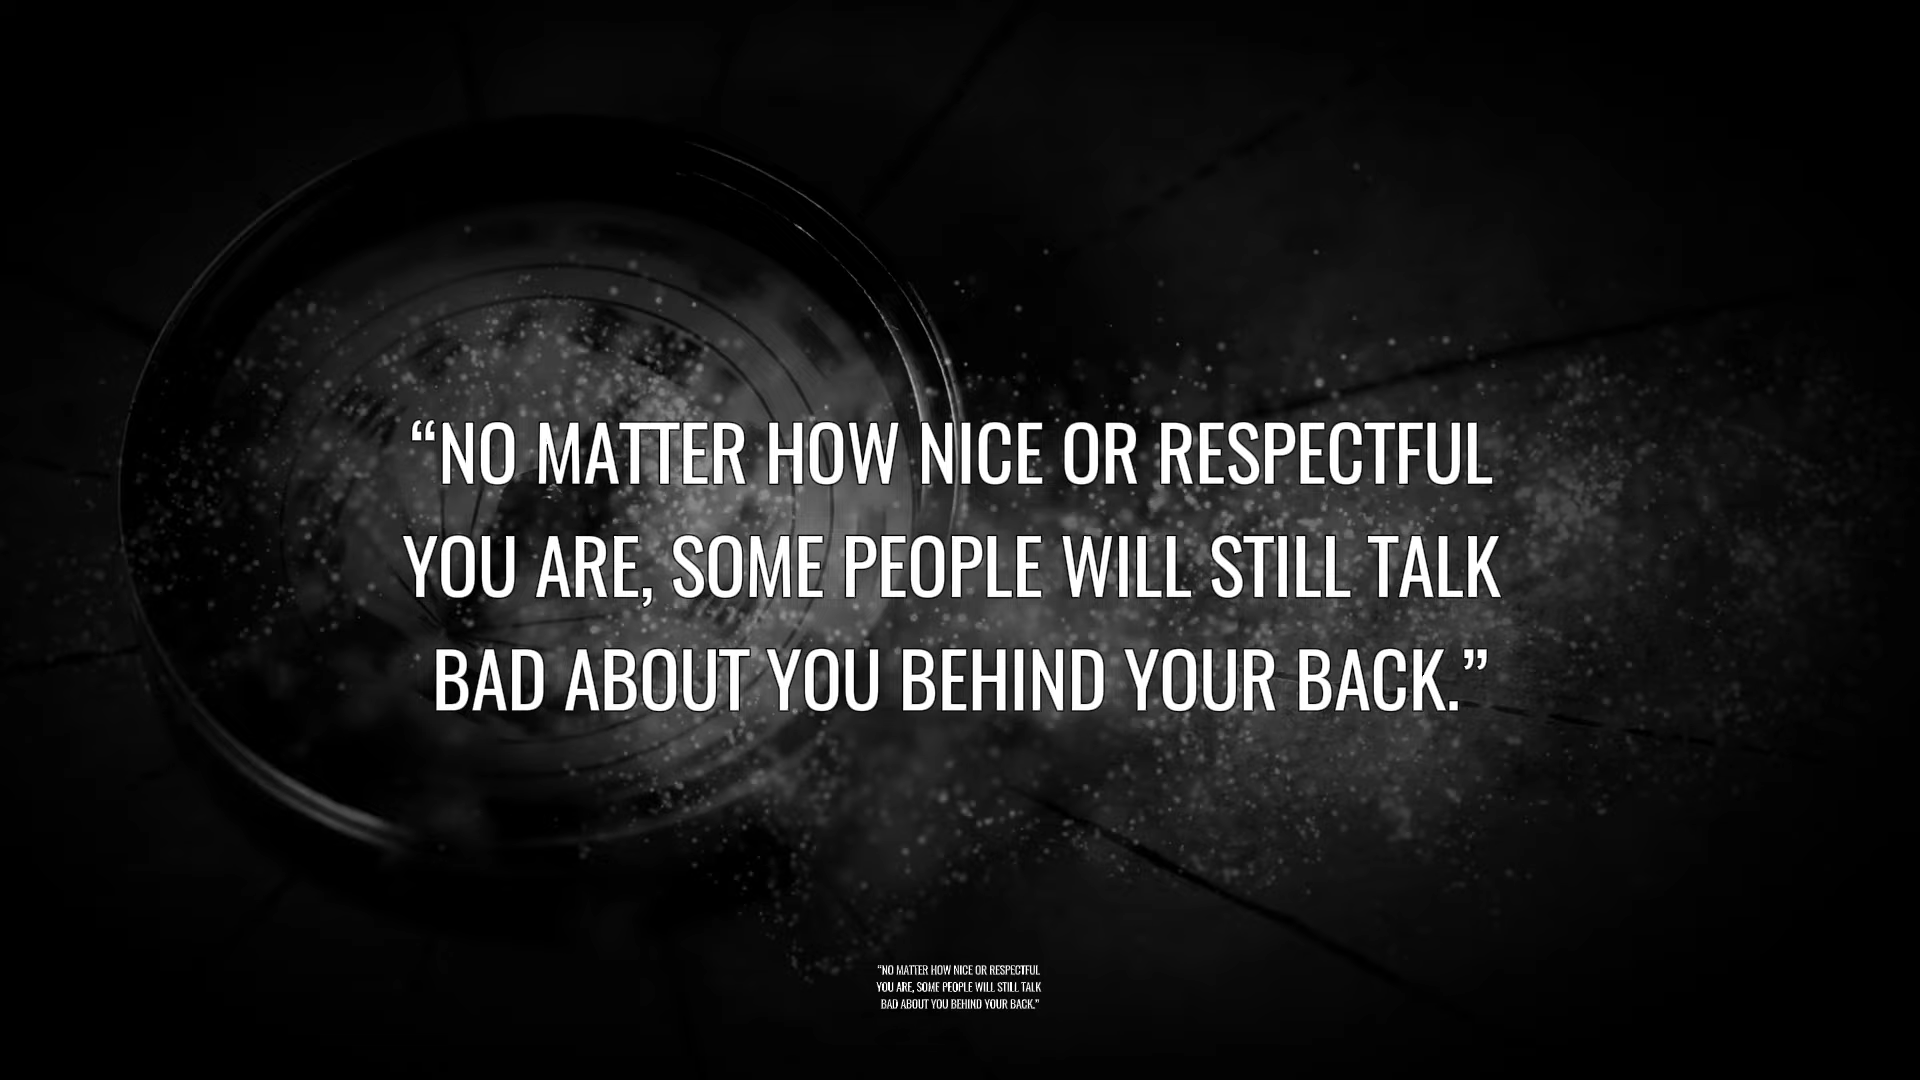 “NO MATTER HOW NICE OR RESPECTFUL
YOU ARE, SOME PEOPLE WILL STILL TALK
BAD ABOUT YOU BEHIND YOUR BACK.”
“NO MATTER HOW NICE OR RESPECTFUL
YOU ARE, SOME PEOPLE WILL STILL TALK
BAD ABOUT YOU BEHIND YOUR BACK.”